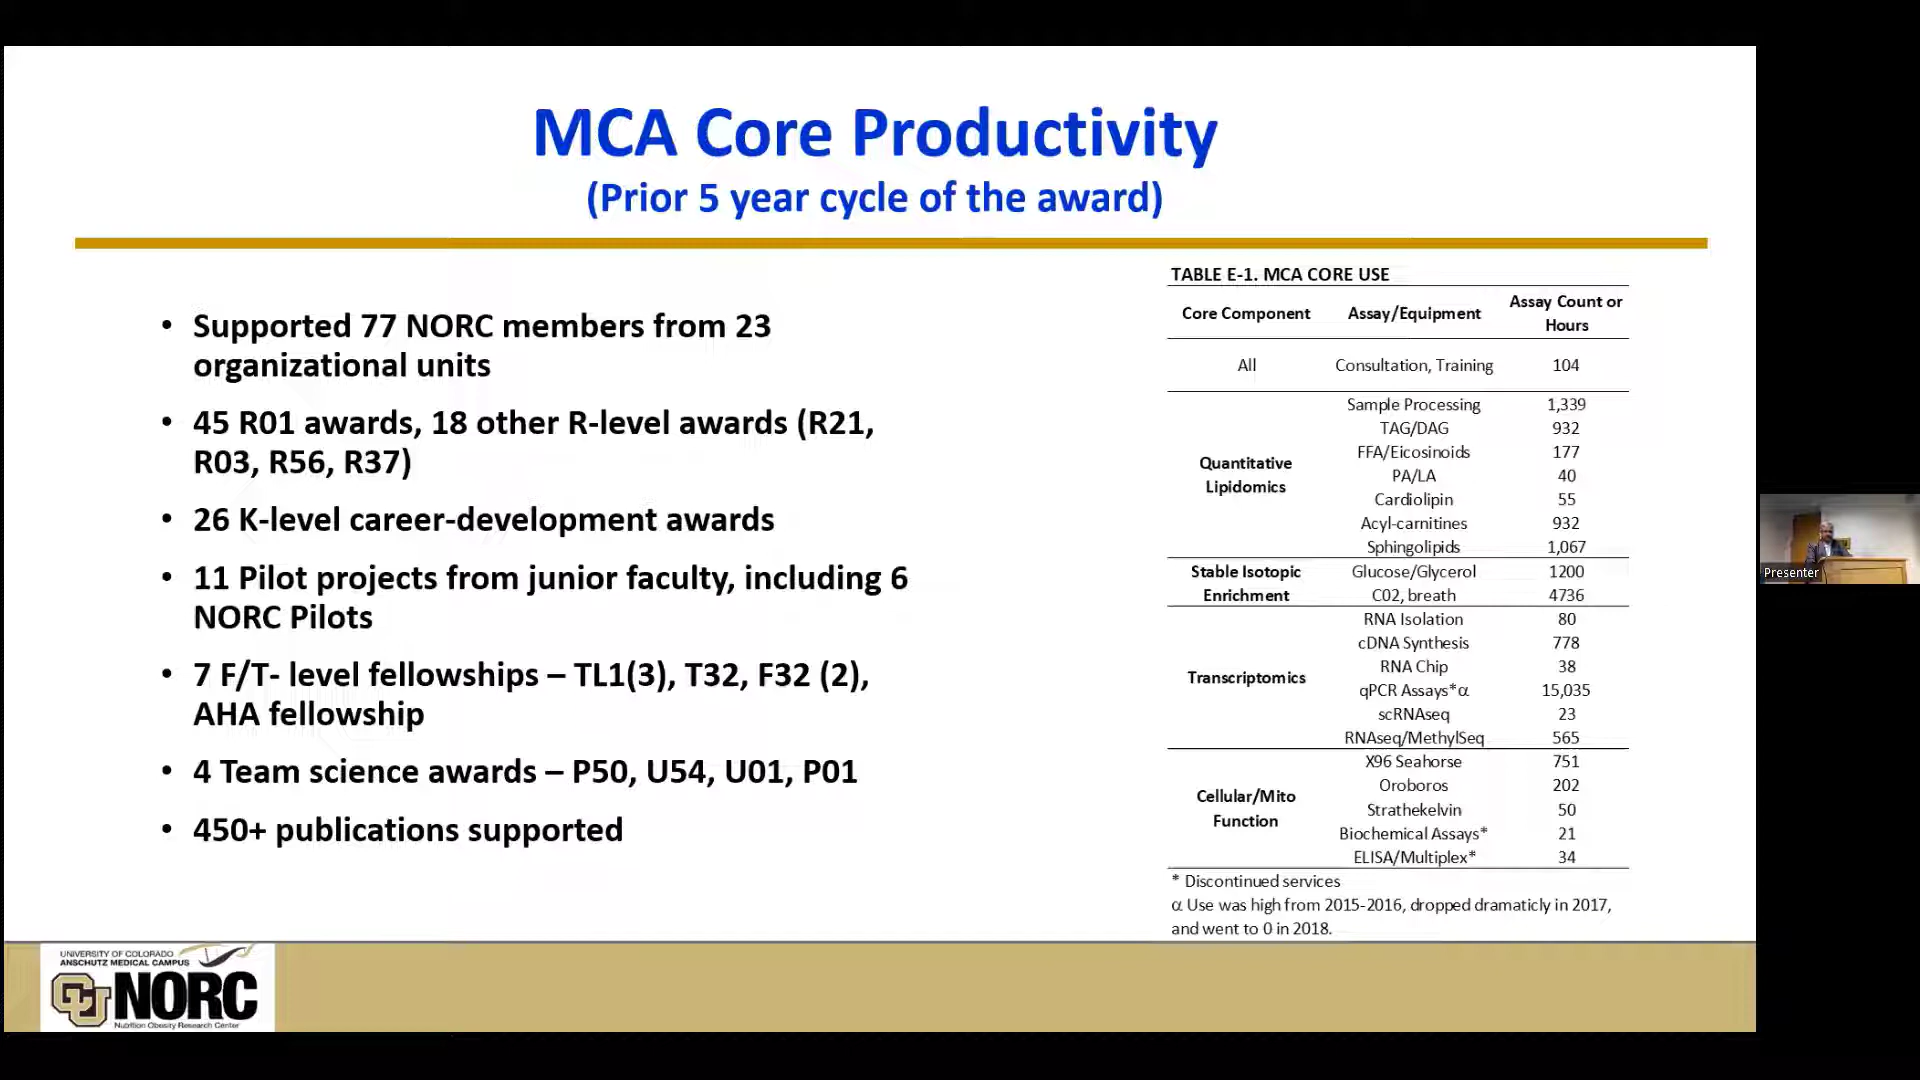 MCA Core Productivity
(Prior 5 year cycle of the award)
• Supported 77 NORC members from 23
organizational units
• 45 R01 awards, 18 other R-level awards (R21,
R03, R56, R37)
• 26 K-level career-development awards
• 11 Pilot projects from junior faculty, including 6
NORC Pilots
• 7 F/T- level fellowships – TL1(3), T32, F32 (2),
AHA fellowship
• 4 Team science awards – P50, U54, U01, P01
• 450+ publications supported
TABLE E-1. MCA CORE USE
Core Component Assay/Equipment Assay Count or
Hours
All Consultation, Training 104
Quantitative
Lipidomics
Sample Processing 1,339
TAG/DAG 932
FFA/Eicosinoids 177
PA/LA 40
Cardiolipin 55
Acyl-carnitines 932
Sphingolipids 1,067
Stable Isotopic
Enrichment
Glucose/Glycerol 1200
C02, breath 4736
Transcriptomics
RNA Isolation 80
cDNA Synthesis 778
RNA Chip 38
qPCR Assays*α 15,035
scRNAseq 23
RNAseq/MethylSeq 565
Cellular/Mito
Function
X96 Seahorse 751
Oroboros 202
Strathekelvin 50
Biochemical Assays* 21
ELISA/Multiplex* 34
* Discontinued services
α Use was high from 2015-2016, dropped dramaticly in 2017,
and went to 0 in 2018.
Presenter
UNIVERSITY OF COLORADO
ANSCHUTZ MEDICAL CAMPUS
CU NORC
Nutrition Obesity Research Center